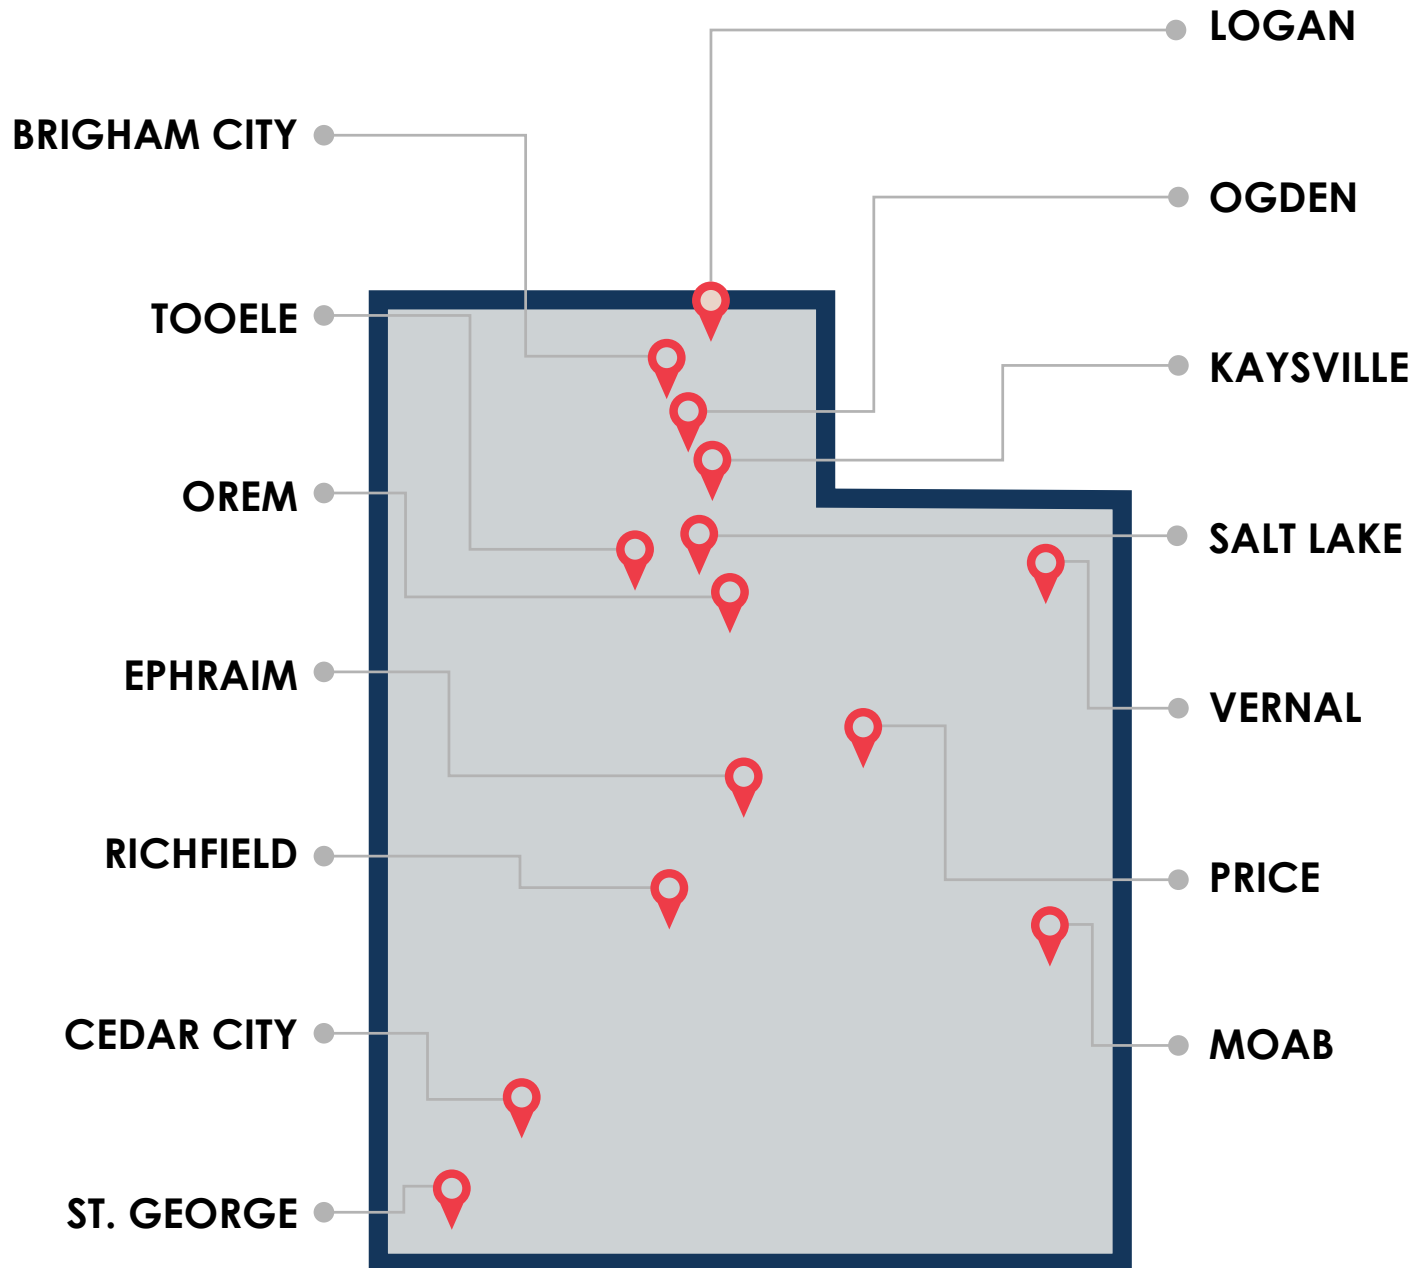 LOGAN
BRIGHAM CITY
OGDEN
TOOELE
KAYSVILLE
OREM
SALT LAKE
EPHRAIM
VERNAL
RICHFIELD
PRICE
CEDAR CITY
MOAB
ST. GEORGE